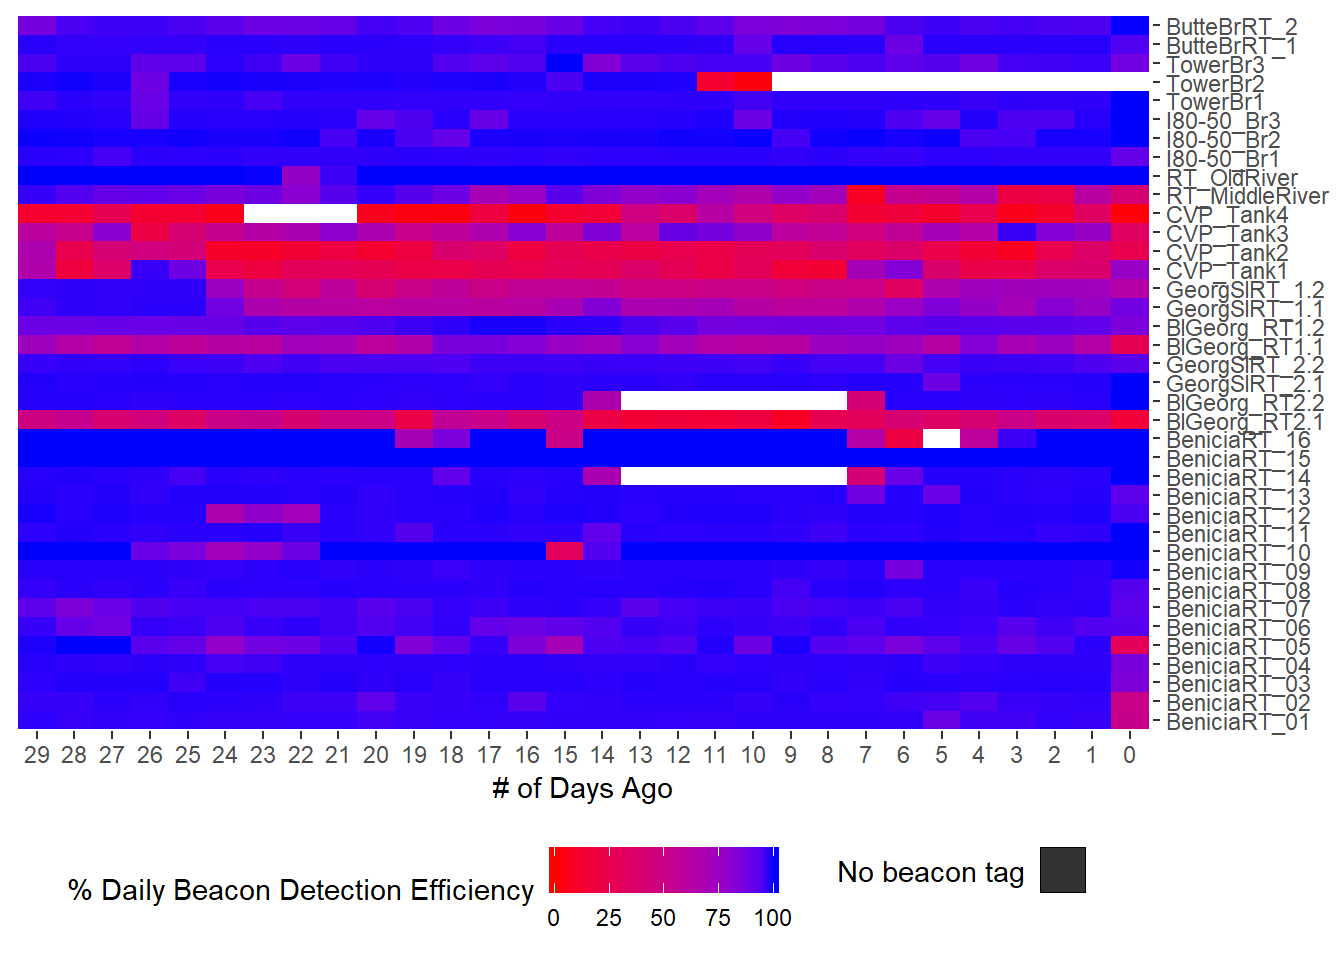 ButteBrRT_2
ButteBrRT_1
TowerBr3
TowerBr2
TowerBr1
I80-50_Br3
I80-50_Br2
I80-50_Br1
RT_OldRiver
RT_MiddleRiver
CVP_Tank4
CVP_Tank3
CVP_Tank2
CVP_Tank1
GeorgSlRT_1.2
GeorgSlRT_1.1
BlGeorg_RT1.2
BlGeorg_RT1.1
GeorgSlRT_2.2
GeorgSlRT_2.1
BlGeorg_RT2.2
BlGeorg_RT2.1
BeniciaRT_16
BeniciaRT_15
BeniciaRT_14
BeniciaRT_13
BeniciaRT_12
BeniciaRT_11
BeniciaRT_10
BeniciaRT_09
BeniciaRT_08
BeniciaRT_07
BeniciaRT_06
BeniciaRT_05
BeniciaRT_04
BeniciaRT_03
BeniciaRT_02
BeniciaRT_01
29 28 27 26 25 24 23 22 21 20 19 18 17 16 15 14 13 12 11 10 9 8 7 6 5 4 3 2 1 0
# of Days Ago
% Daily Beacon Detection Efficiency
0 25 50 75 100
No beacon tag